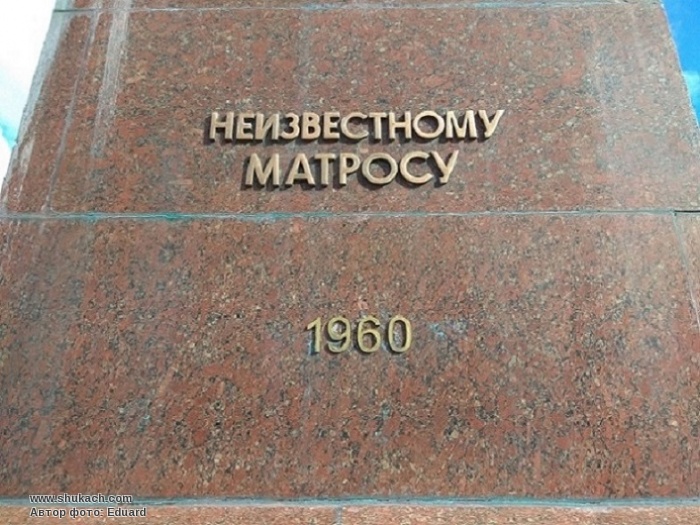 НЕИЗВЕСТНОМУ
МАТРОСУ
1960
www.shukach.com
Автор фото: Eduard